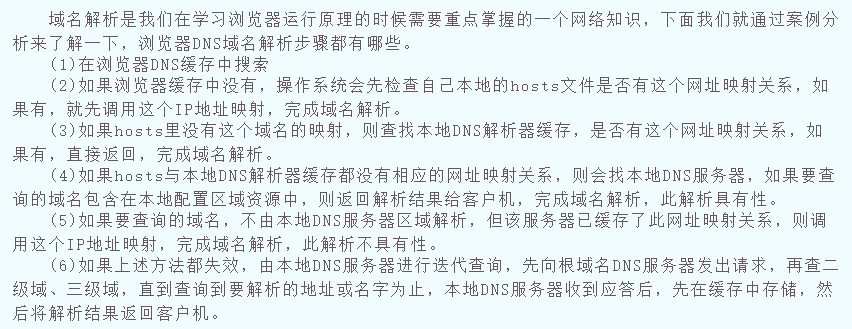 域名解析是我们在学习浏览器运行原理的时候需要重点掌握的一个网络知识，下面我们就通过案例分
析来了解一下，浏览器DNS域名解析步骤都有哪些。
(1)在浏览器DNS缓存中搜索
(2)如果浏览器缓存中没有，操作系统会先检查自己本地的hosts文件是否有这个网址映射关系，如
果有，就先调用这个IP地址映射，完成域名解析。
(3)如果hosts里没有这个域名的映射，则查找本地DNS解析器缓存，是否有这个网址映射关系，如
果有，直接返回，完成域名解析。
(4)如果hosts与本地DNS解析器缓存都没有相应的网址映射关系，则会找本地DNS服务器，如果要查
询的域名包含在本地配置区域资源中，则返回解析结果给客户机，完成域名解析，此解析具有性。
(5)如果要查询的域名，不由本地DNS服务器区域解析，但该服务器已缓存了此网址映射关系，则调
用这个IP地址映射，完成域名解析，此解析不具有性。
(6)如果上述方法都失效，由本地DNS服务器进行迭代查询，先向根域名DNS服务器发出请求，再查二
级域、三级域，直到查询到要解析的地址或名字为止，本地DNS服务器收到应答后，先在缓存中存储，然
后将解析结果返回客户机。